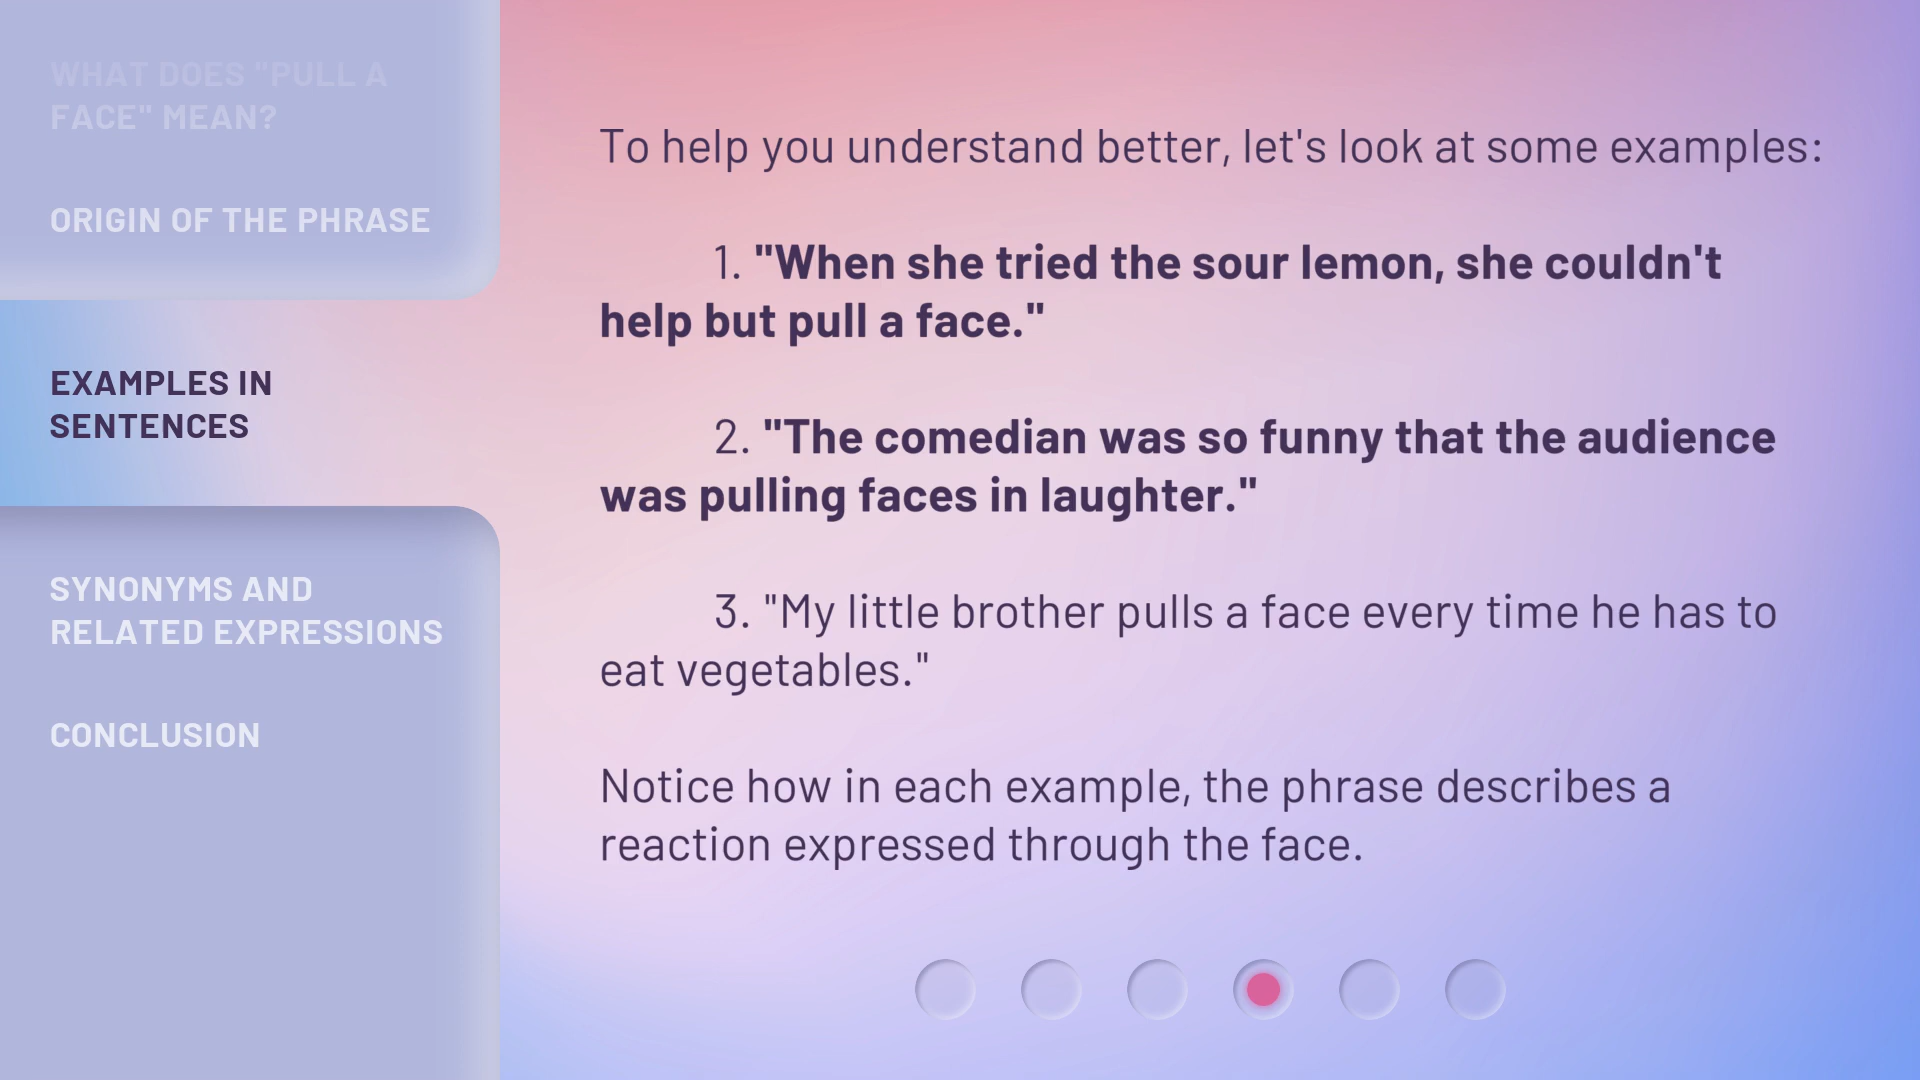 WHAT DOES "PULL A
FACE" MEAN?
ORIGIN OF THE PHRASE
EXAMPLES IN
SENTENCES
SYNONYMS AND
RELATED EXPRESSIONS
CONCLUSION
To help you understand better, let's look at some examples:
1. "When she tried the sour lemon, she couldn't
help but pull a face."
2. "The comedian was so funny that the audience
was pulling faces in laughter."
3. "My little brother pulls a face every time he has to
eat vegetables."
Notice how in each example, the phrase describes a
reaction expressed through the face.